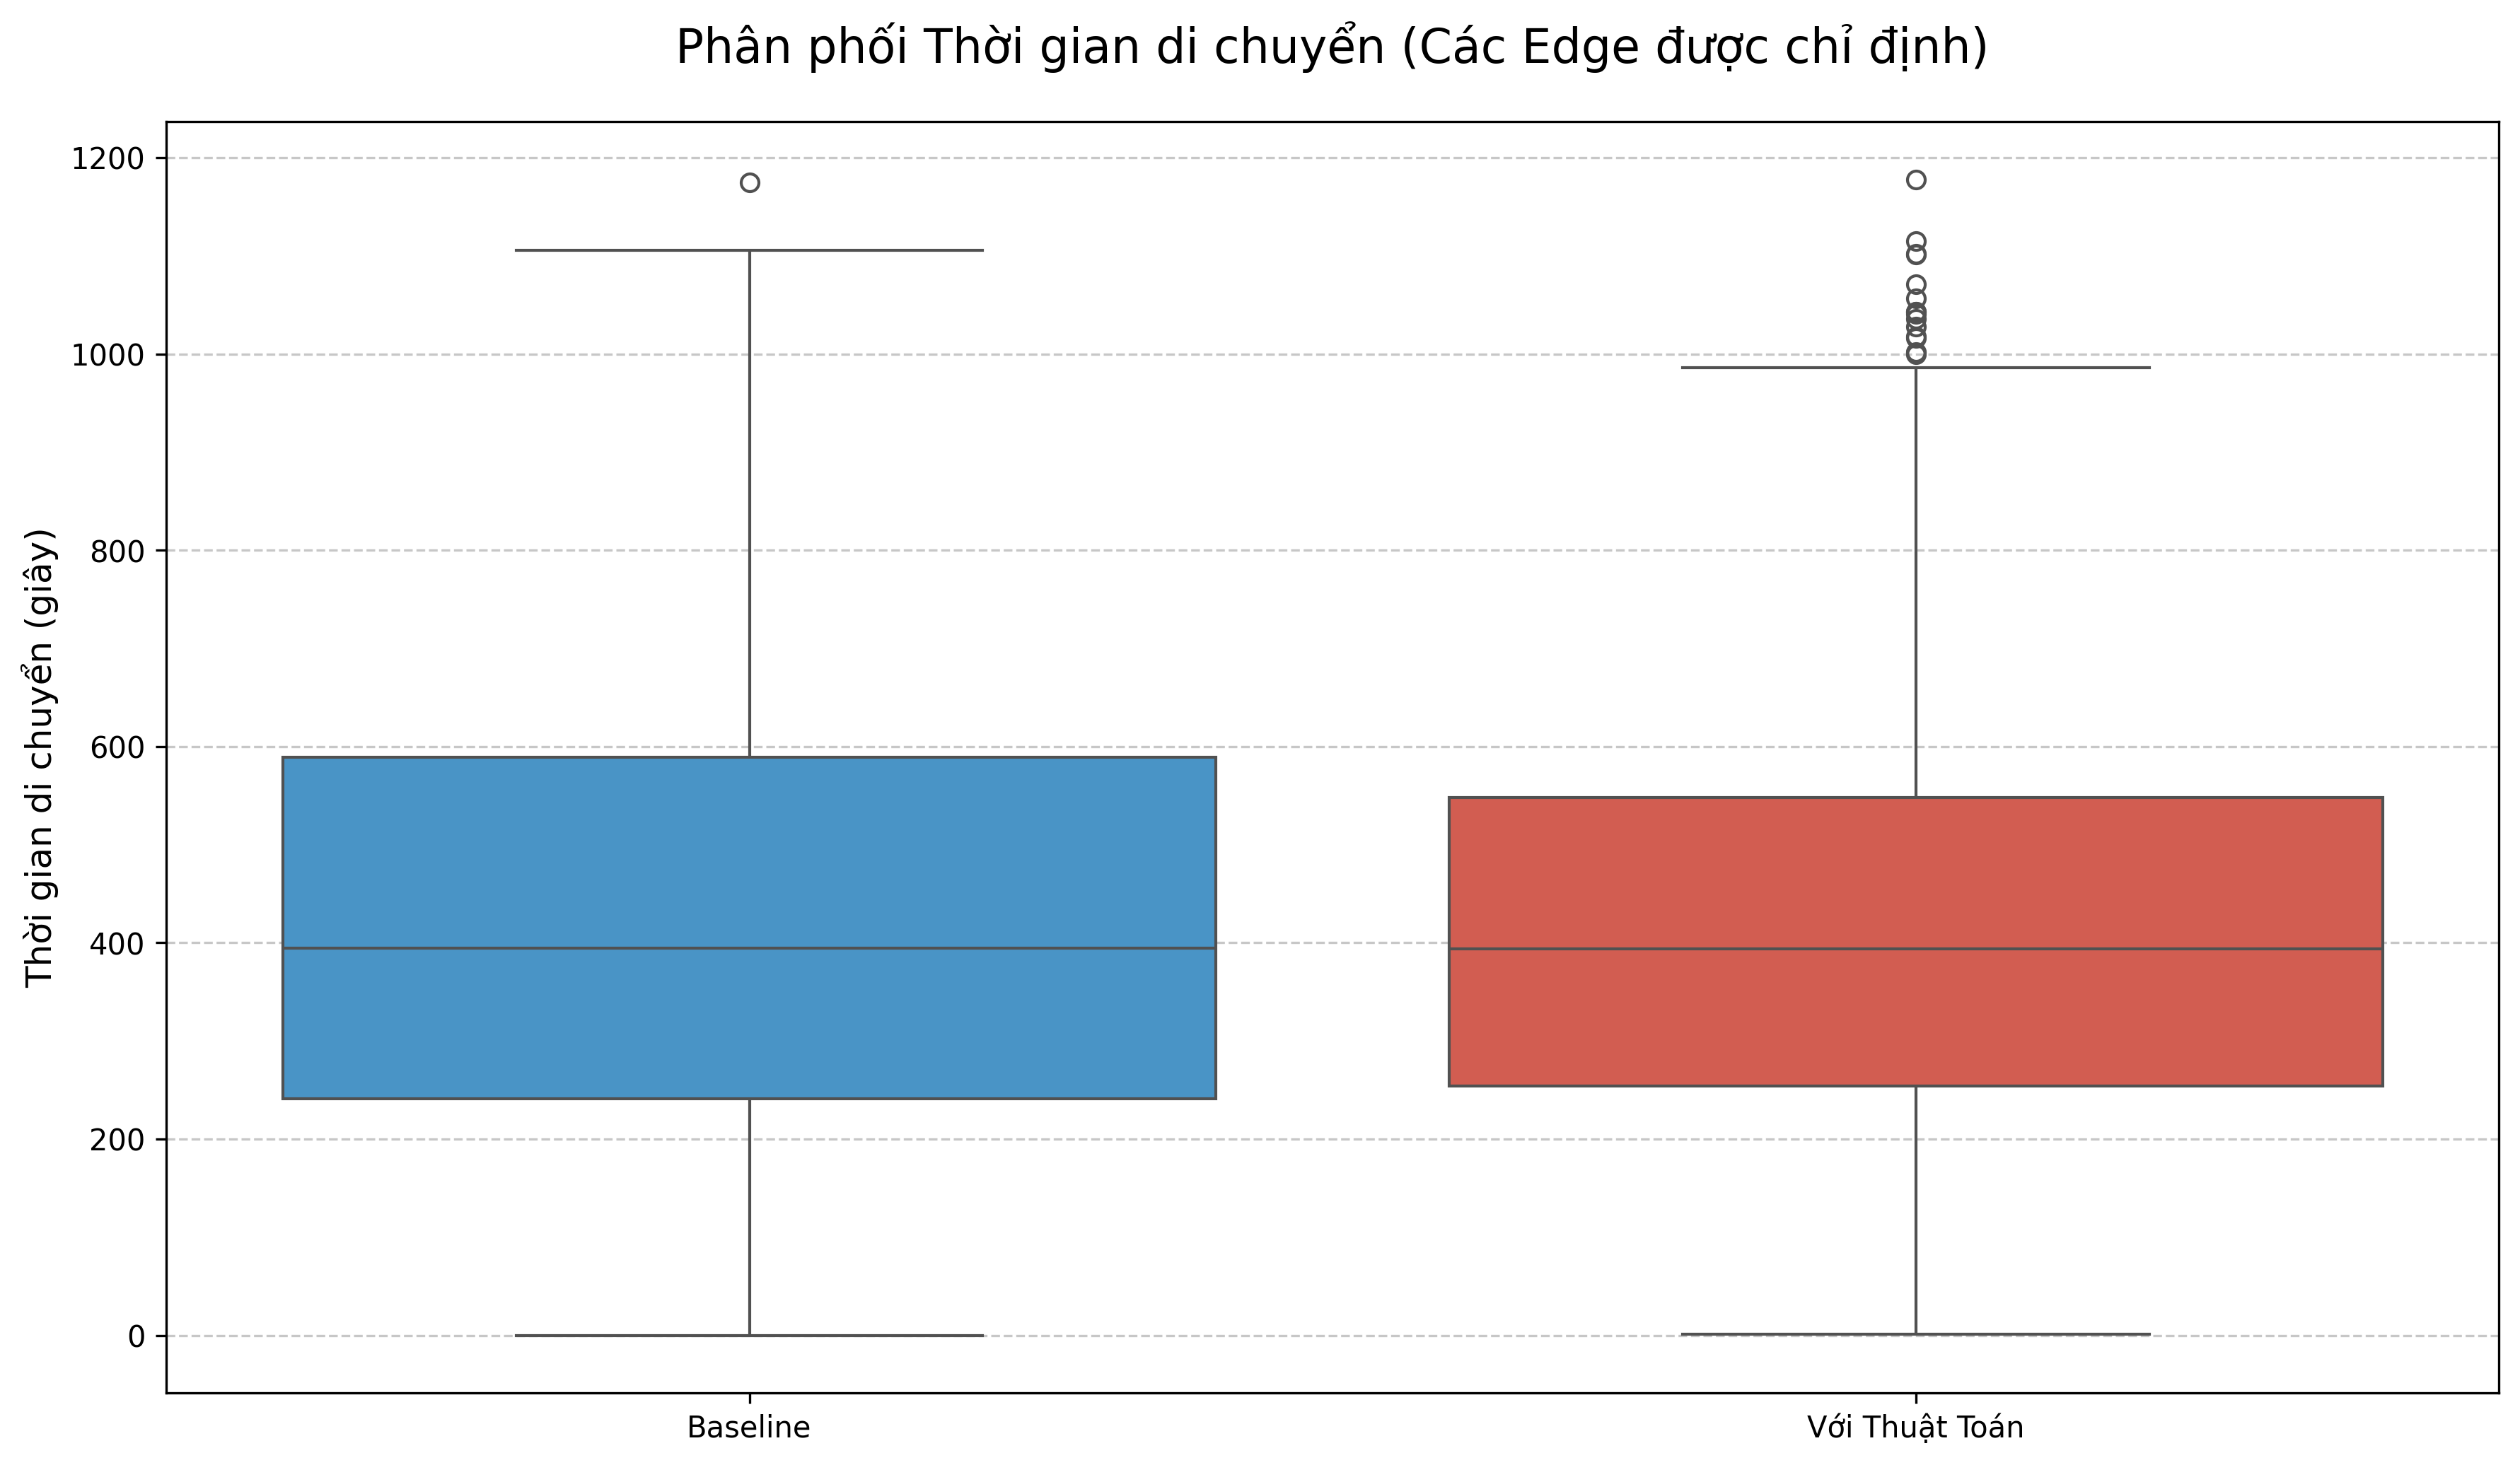 Phân phối Thời gian di chuyển (Các Edge được chỉ định)
Thời gian di chuyển (giây)
1200
1000
800
600
400
200
0
Baseline
Với Thuật Toán